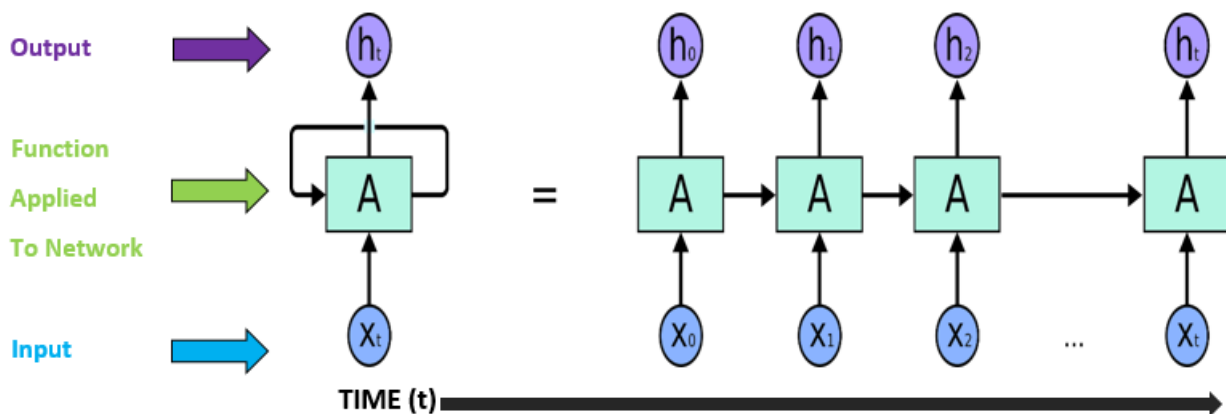 Output hₜ h₀ h₁ h₂ hₜ
Function
Applied
To Network
A = A A A A
Input Xₜ X₀ X₁ X₂ ... Xₜ
TIME (t)